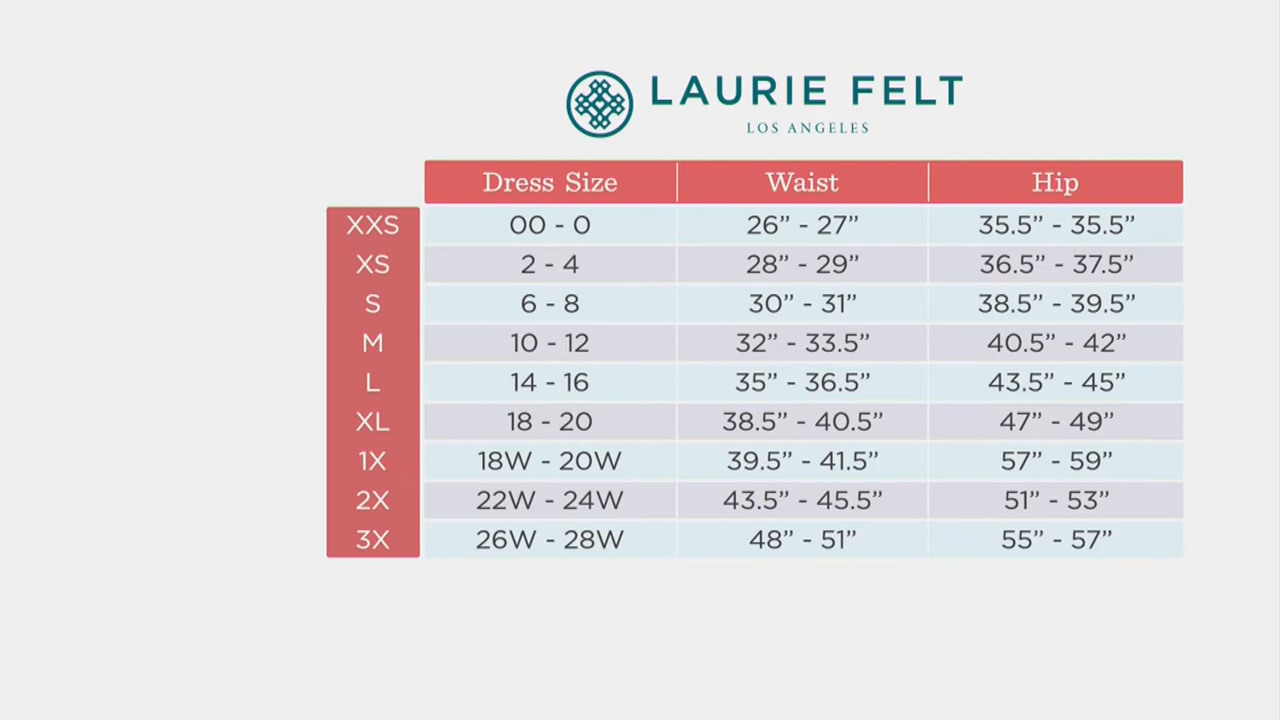 LAURIE FELT
LOS ANGELES
Dress Size Waist Hip
XXS 00 - 0 26” - 27” 35.5” - 35.5”
XS 2 - 4 28” - 29” 36.5” - 37.5”
S 6 - 8 30” - 31” 38.5” - 39.5”
M 10 - 12 32” - 33.5” 40.5” - 42”
L 14 - 16 35” - 36.5” 43.5” - 45”
XL 18 - 20 38.5” - 40.5” 47” - 49”
1X 18W - 20W 39.5” - 41.5” 57” - 59”
2X 22W - 24W 43.5” - 45.5” 51” - 53”
3X 26W - 28W 48” - 51” 55” - 57”